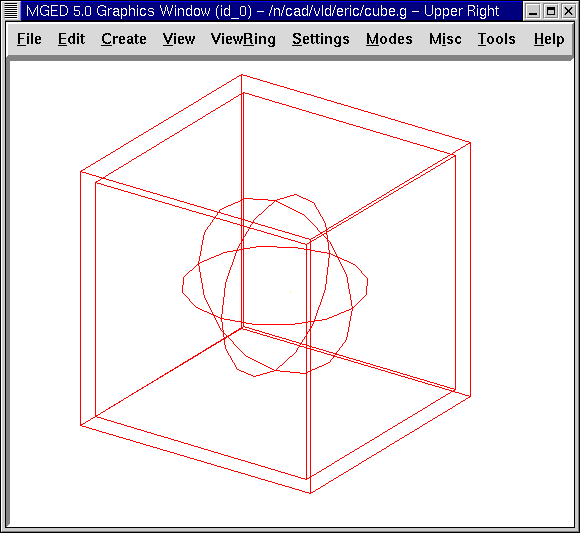 MGED 5.0 Graphics Window (id_0) – /n/cad/vld/eric/cube.g – Upper Right
File Edit Create View ViewRing Settings Modes Misc Tools Help